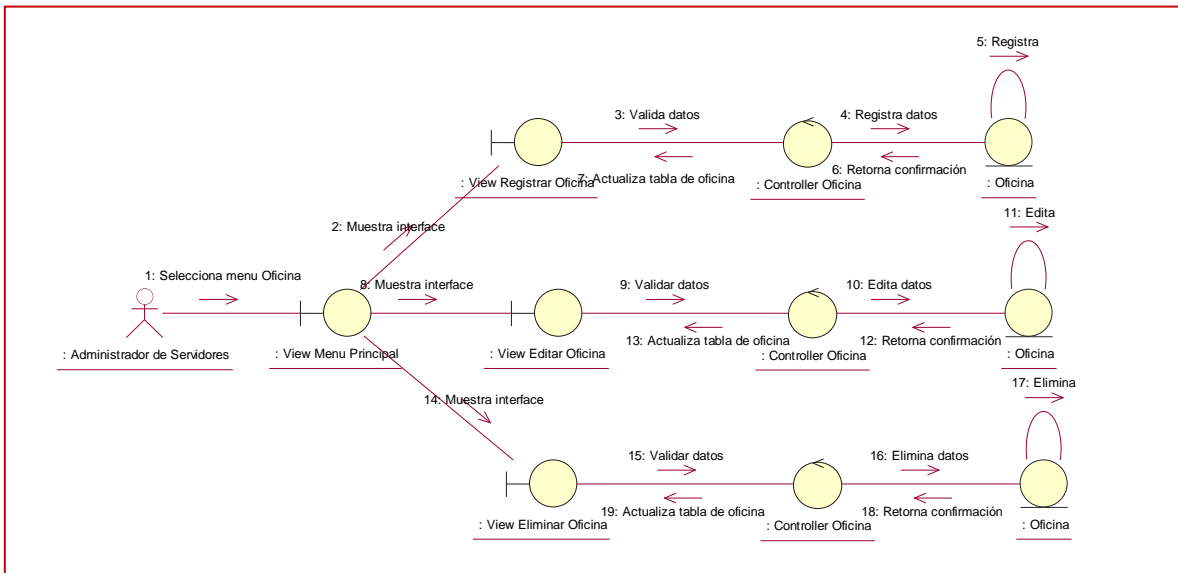 5: Registra
3: Valida datos
4: Registra datos
7: Actualiza tabla de oficina
6: Retorna confirmación
: View Registrar Oficina
: Controller Oficina
: Oficina
2: Muestra interface
11: Edita
1: Selecciona menu Oficina
8: Muestra interface
9: Validar datos
10: Edita datos
13: Actualiza tabla de oficina
12: Retorna confirmación
: Administrador de Servidores
: View Menu Principal
: View Editar Oficina
: Controller Oficina
: Oficina
17: Elimina
14: Muestra interface
15: Validar datos
16: Elimina datos
19: Actualiza tabla de oficina
18: Retorna confirmación
: View Eliminar Oficina
: Controller Oficina
: Oficina